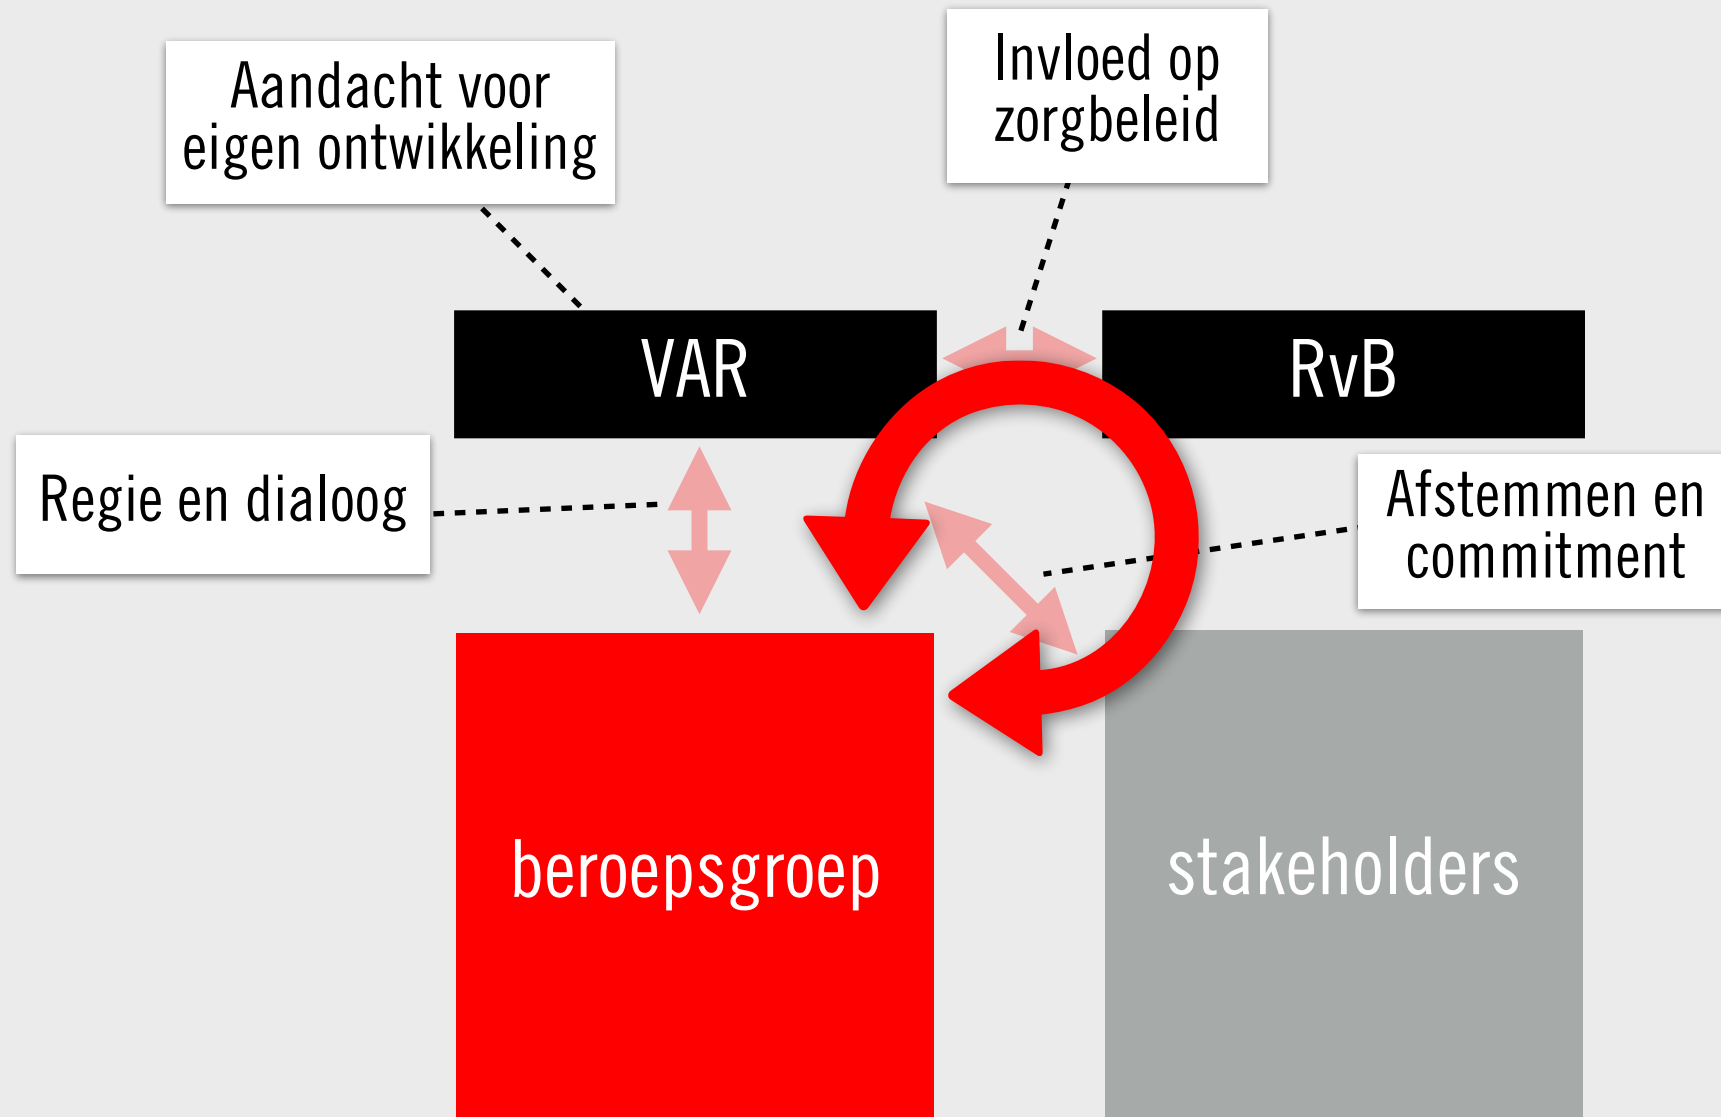 Aandacht voor
eigen ontwikkeling
Invloed op
zorgbeleid
VAR
RvB
Regie en dialoog
Afstemmen en
commitment
beroepsgroep
stakeholders